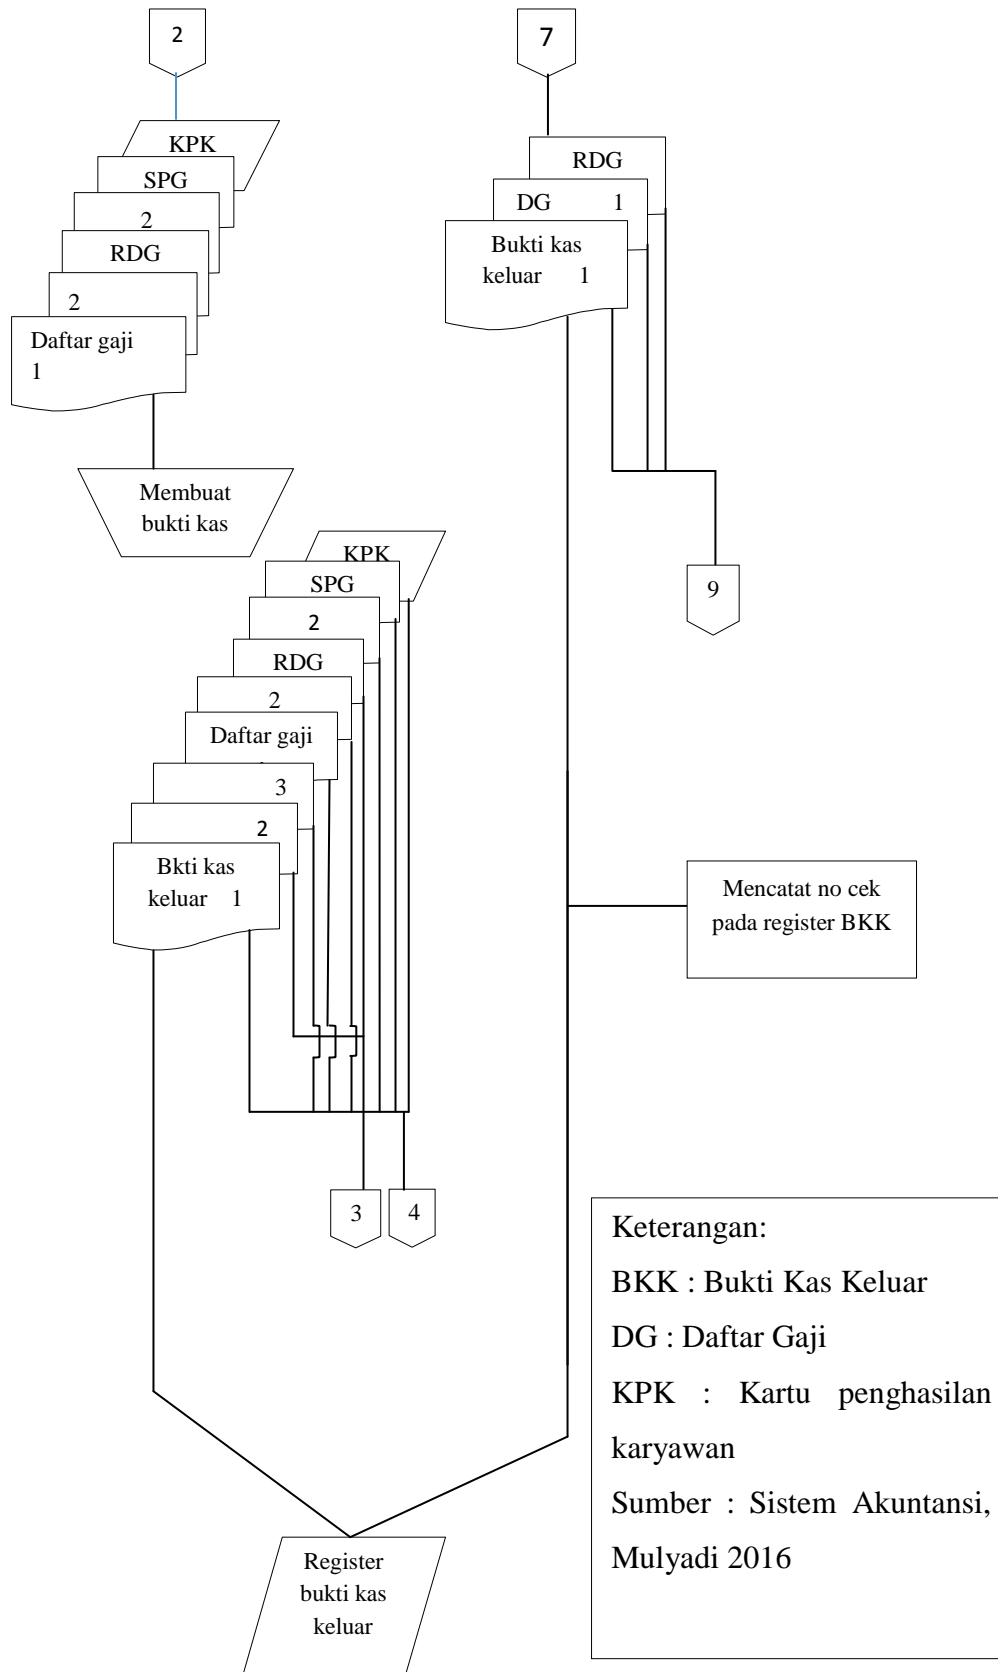 2
KPK
SPG
2
RDG
2
Daftar gaji
1
Membuat
bukti kas
KPK
SPG
2
RDG
2
Daftar gaji
3
2
Bkti kas
keluar 1
3
4
7
RDG
DG 1
Bukti kas
keluar 1
9
Mencatat no cek
pada register BKK
Register
bukti kas
keluar
Keterangan:
BKK : Bukti Kas Keluar
DG : Daftar Gaji
KPK : Kartu penghasilan
karyawan
Sumber : Sistem Akuntansi,
Mulyadi 2016